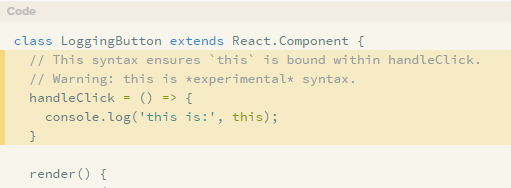 Code
class LoggingButton extends React.Component {
// This syntax ensures `this` is bound within handleClick.
// Warning: this is *experimental* syntax.
handleClick = () => {
console.log('this is:', this);
}
render() {